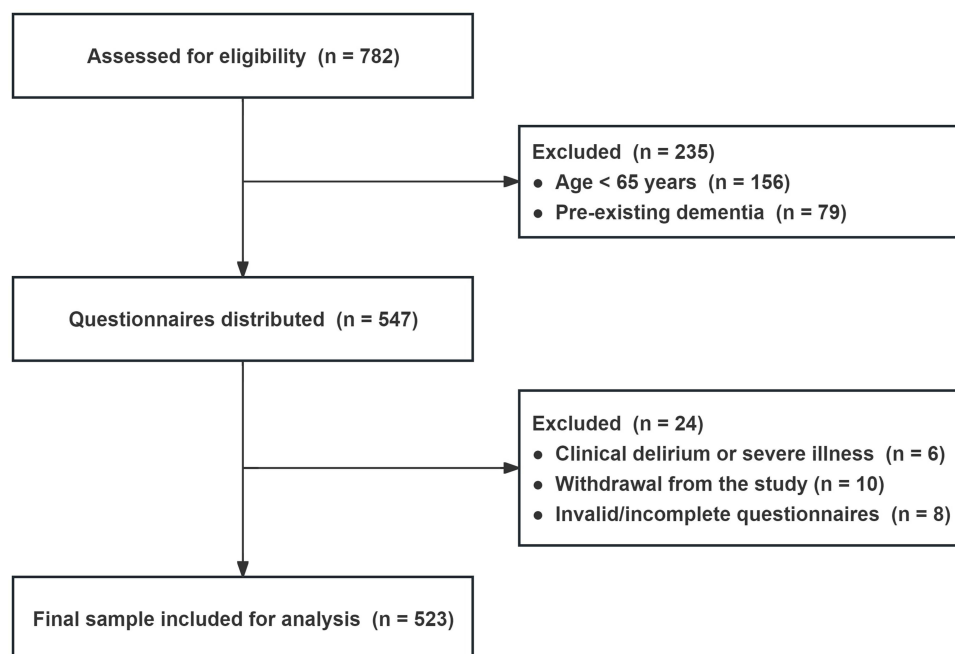 Assessed for eligibility (n = 782)
Excluded (n = 235)
● Age < 65 years (n = 156)
● Pre-existing dementia (n = 79)
Questionnaires distributed (n = 547)
Excluded (n = 24)
● Clinical delirium or severe illness (n = 6)
● Withdrawal from the study (n = 10)
● Invalid/incomplete questionnaires (n = 8)
Final sample included for analysis (n = 523)